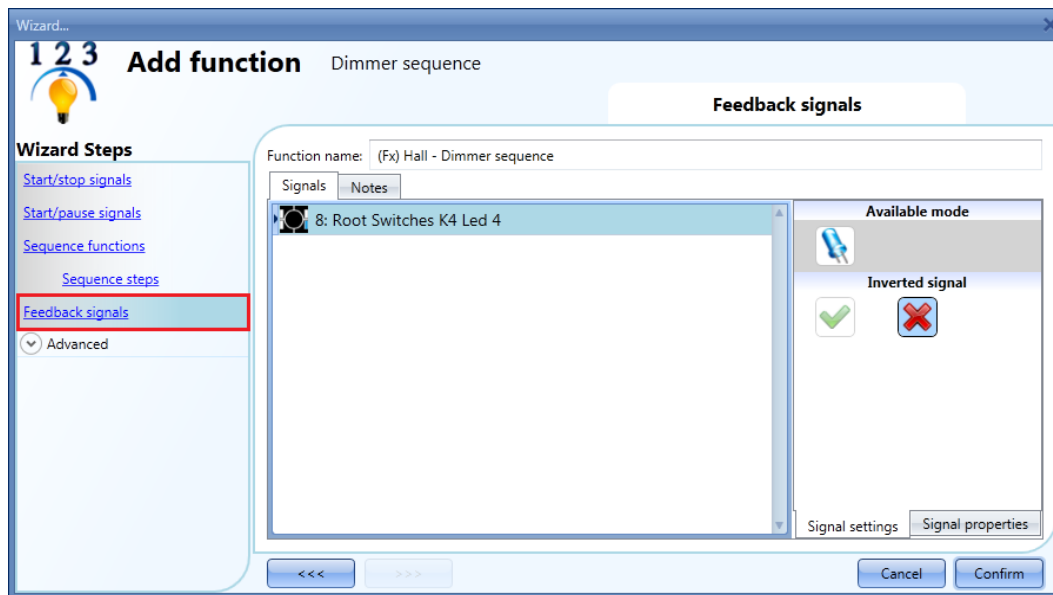 Wizard...
1 2 3
Add function Dimmer sequence
Feedback signals
Wizard Steps
Start/stop signals
Start/pause signals
Sequence functions
Sequence steps
Feedback signals
Advanced
Function name: (Fx) Hall - Dimmer sequence
Signals Notes
8: Root Switches K4 Led 4
Available mode
Inverted signal
Signal settings Signal properties
<<< >>> Cancel Confirm